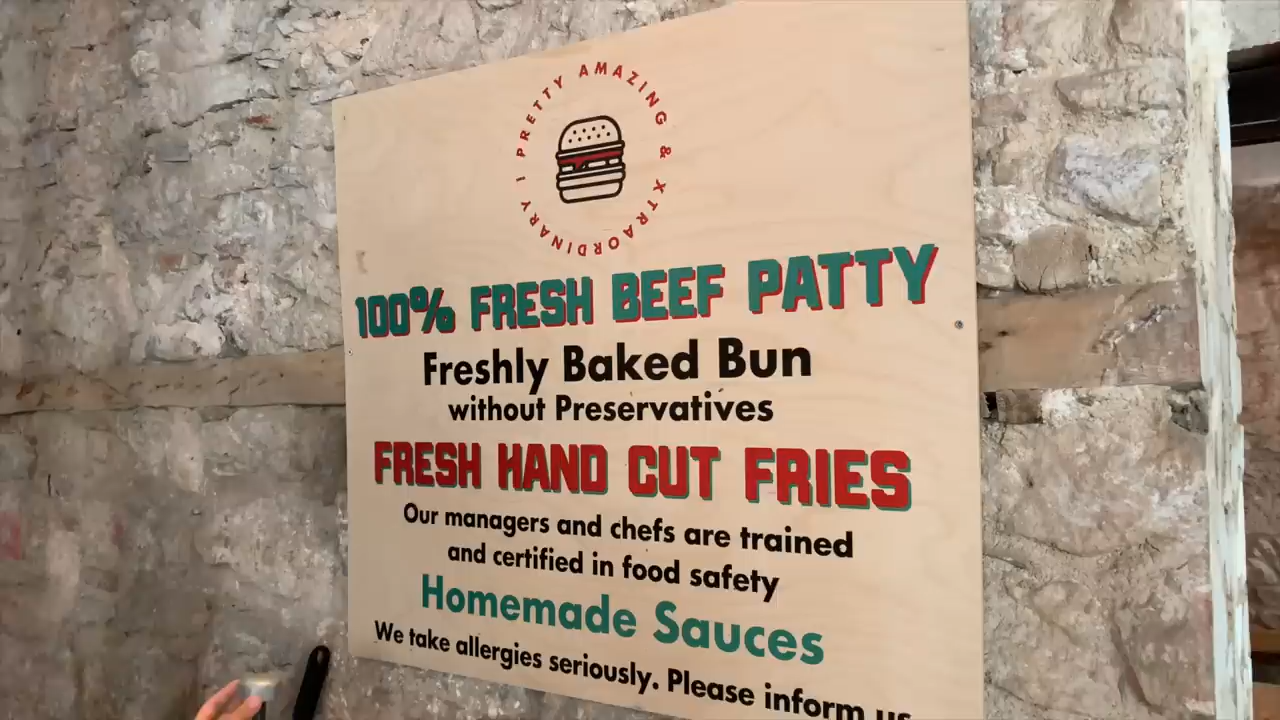 I PRETTY AMAZING & XTRAORDINARY
100% FRESH BEEF PATTY
Freshly Baked Bun
without Preservatives
FRESH HAND CUT FRIES
Our managers and chefs are trained
and certified in food safety
Homemade Sauces
We take allergies seriously. Please inform us